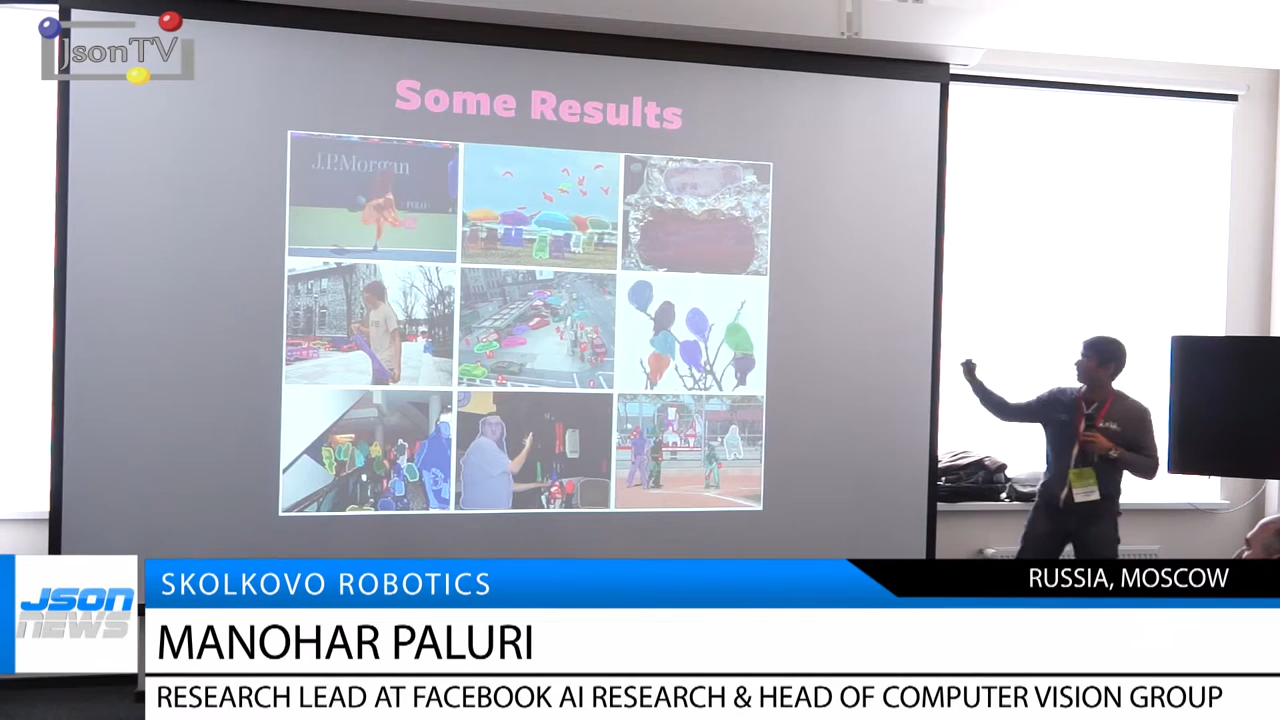 JsonTV
Some Results
J.P.Morgan
POLO
JSON
NEWS
SKOLKOVO ROBOTICS
RUSSIA, MOSCOW
MANOHAR PALURI
RESEARCH LEAD AT FACEBOOK AI RESEARCH & HEAD OF COMPUTER VISION GROUP